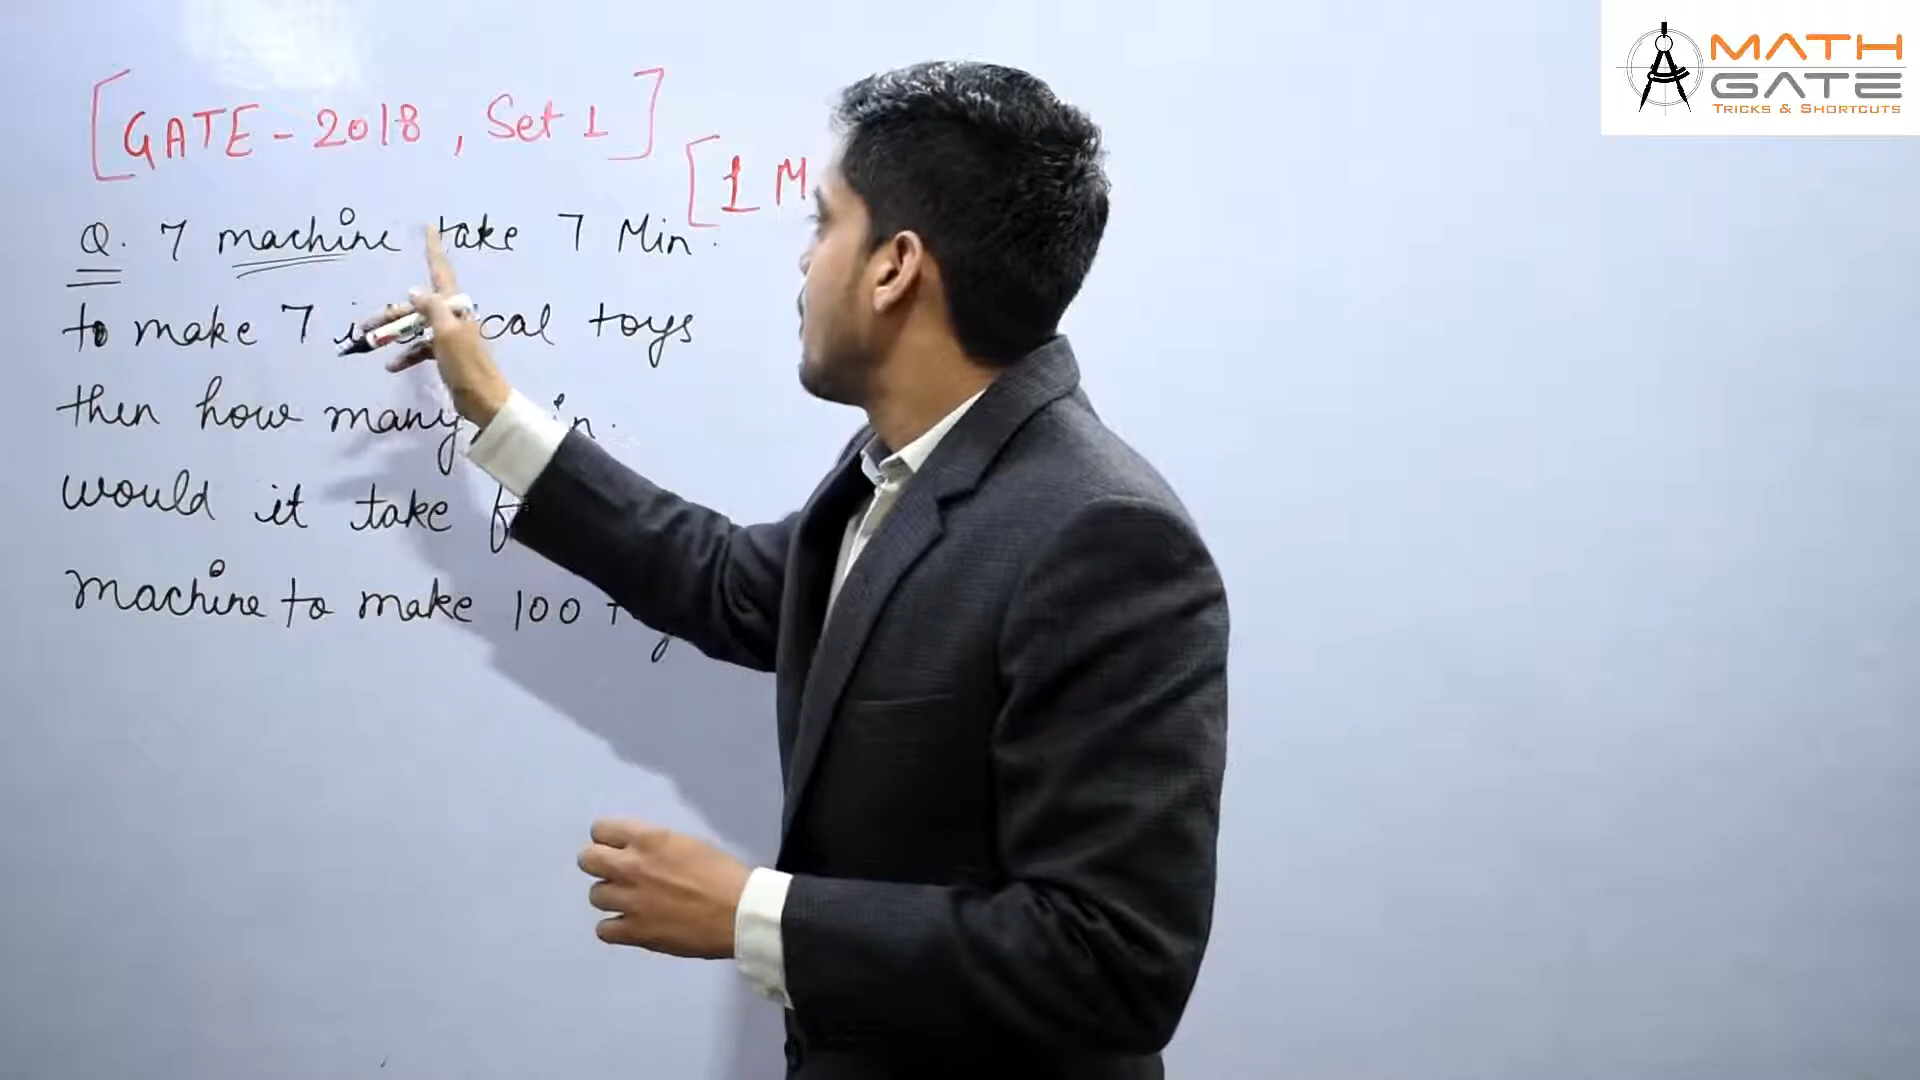 [GATE - 2018, Set 1]
[1 M
Q. 7 machine take 7 Min.
to make 7 toys
then how many
would it take
machine to make 100
MATH
GATE
TRICKS & SHORTCUTS